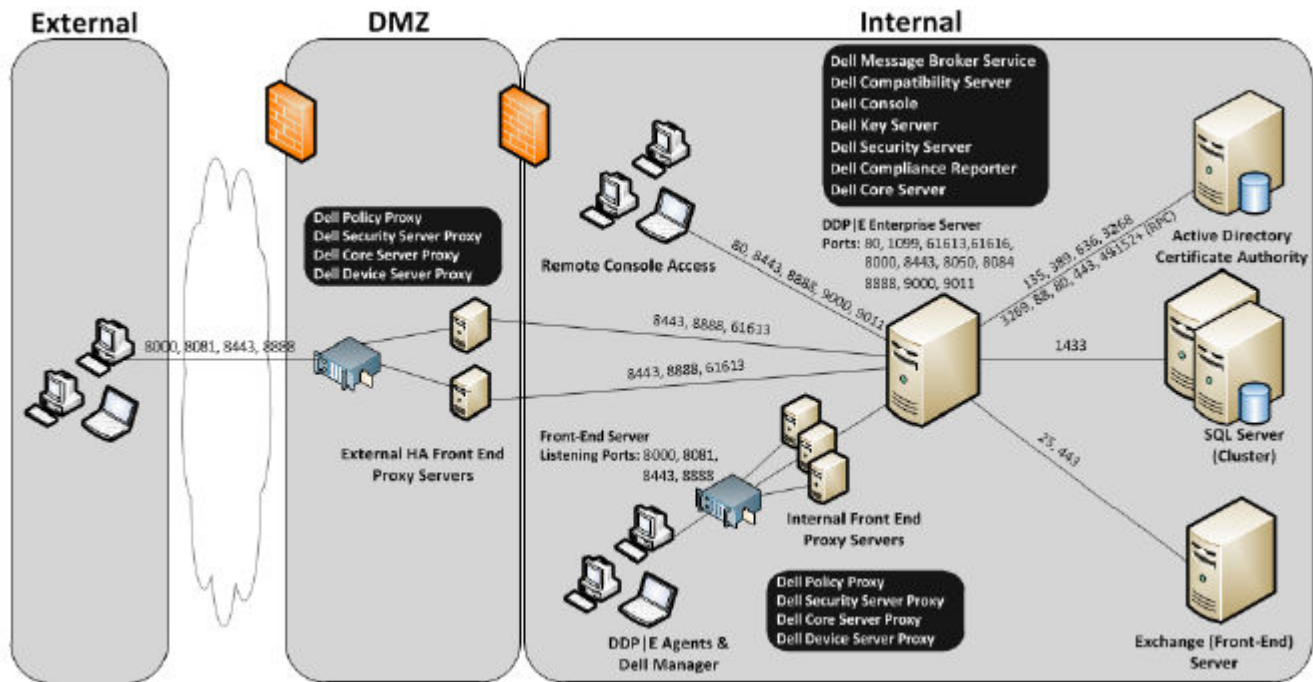 External
DMZ
Internal
Dell Message Broker Service
Dell Compatibility Server
Dell Console
Dell Key Server
Dell Security Server
Dell Compliance Reporter
Dell Core Server
DDP|E Enterprise Server
Ports: 80, 1099, 61613,61616,
8000, 8443, 8050, 8084
8888, 9000, 9011
Remote Console Access
80, 8443, 8888, 9000, 9011
135, 389, 636, 3268
3269, 88, 80, 443, 49152+ (RPC)
Active Directory
Certificate Authority
Dell Policy Proxy
Dell Security Server Proxy
Dell Core Server Proxy
Dell Device Server Proxy
8000, 8081, 8443, 8888
8443, 8888, 61613
8443, 8888, 61613
1433
SQL Server
(Cluster)
External HA Front End
Proxy Servers
Front-End Server
Listening Ports: 8000, 8081,
8443, 8888
25, 443
Internal Front End
Proxy Servers
Dell Policy Proxy
Dell Security Server Proxy
Dell Core Server Proxy
Dell Device Server Proxy
DDP|E Agents &
Dell Manager
Exchange (Front-End)
Server